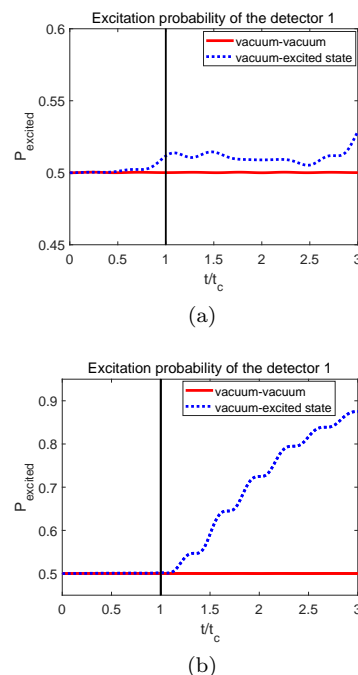 Excitation probability of the detector 1
0.6
vacuum-vacuum
vacuum-excited state
0.55
P_excited
0.5
0.45
0 0.5 1 1.5 2 2.5 3
t/t_c
(a)
Excitation probability of the detector 1
vacuum-vacuum
vacuum-excited state
0.9
0.8
P_excited
0.7
0.6
0.5
0 0.5 1 1.5 2 2.5 3
t/t_c
(b)